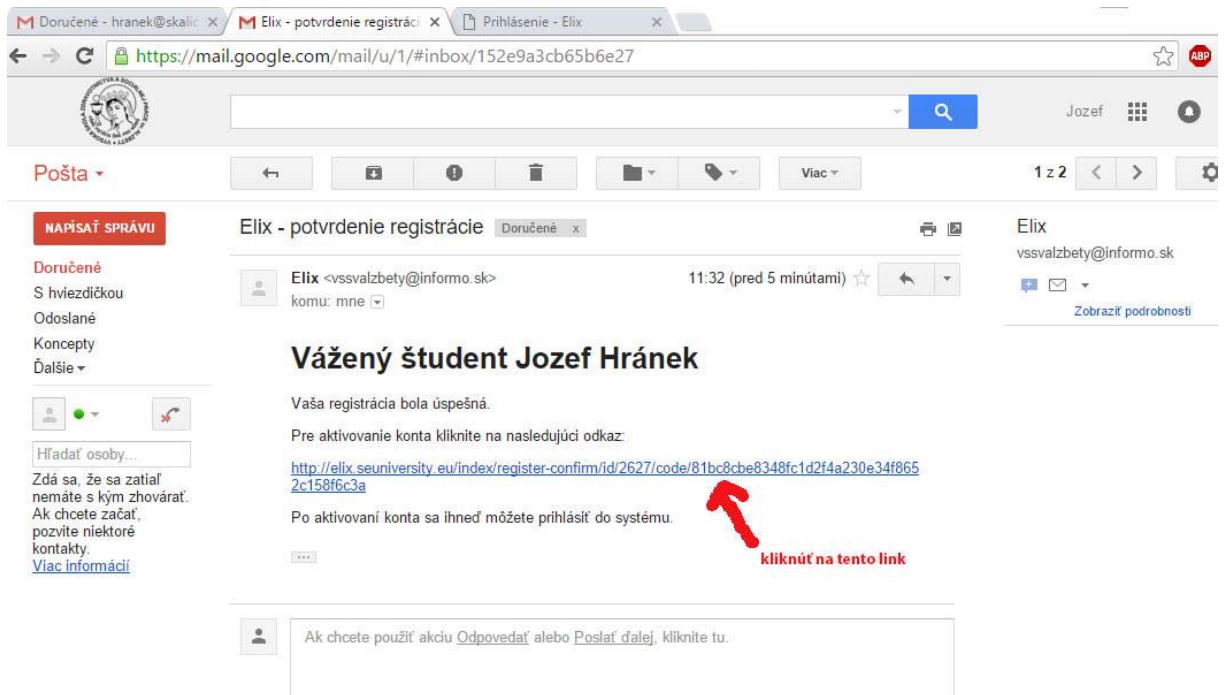 Doručené - hranek@skalic
Elix - potvrdenie registráci
Prihlásenie - Elix
https://mail.google.com/mail/u/1/#inbox/152e9a3cb65b6e27
ABP
Jozef
Pošta
Viac
1 z 2
NAPÍSAŤ SPRÁVU
Doručené
S hviezdičkou
Odoslané
Koncepty
Ďalšie
Hľadať osoby...
Zdá sa, že sa zatiaľ
nemáte s kým zhovárať.
Ak chcete začať,
pozvite niektoré
kontakty.
Viac informácií
Elix - potvrdenie registrácie Doručené x
Elix <vssvalzbety@informo.sk> 11:32 (pred 5 minútami)
komu: mne
Vážený študent Jozef Hránek
Vaša registrácia bola úspešná.
Pre aktivovanie konta kliknite na nasledujúci odkaz:
http://elix.seuniversity.eu/index/register-confirm/id/2627/code/81bc8cbe8348fc1d2f4a230e34f865
2c158f6c3a
Po aktivovaní konta sa ihneď môžete prihlásiť do systému.
kliknúť na tento link
Ak chcete použiť akciu Odpovedať alebo Poslať ďalej, kliknite tu.
Elix
vssvalzbety@informo.sk
Zobraziť podrobnosti